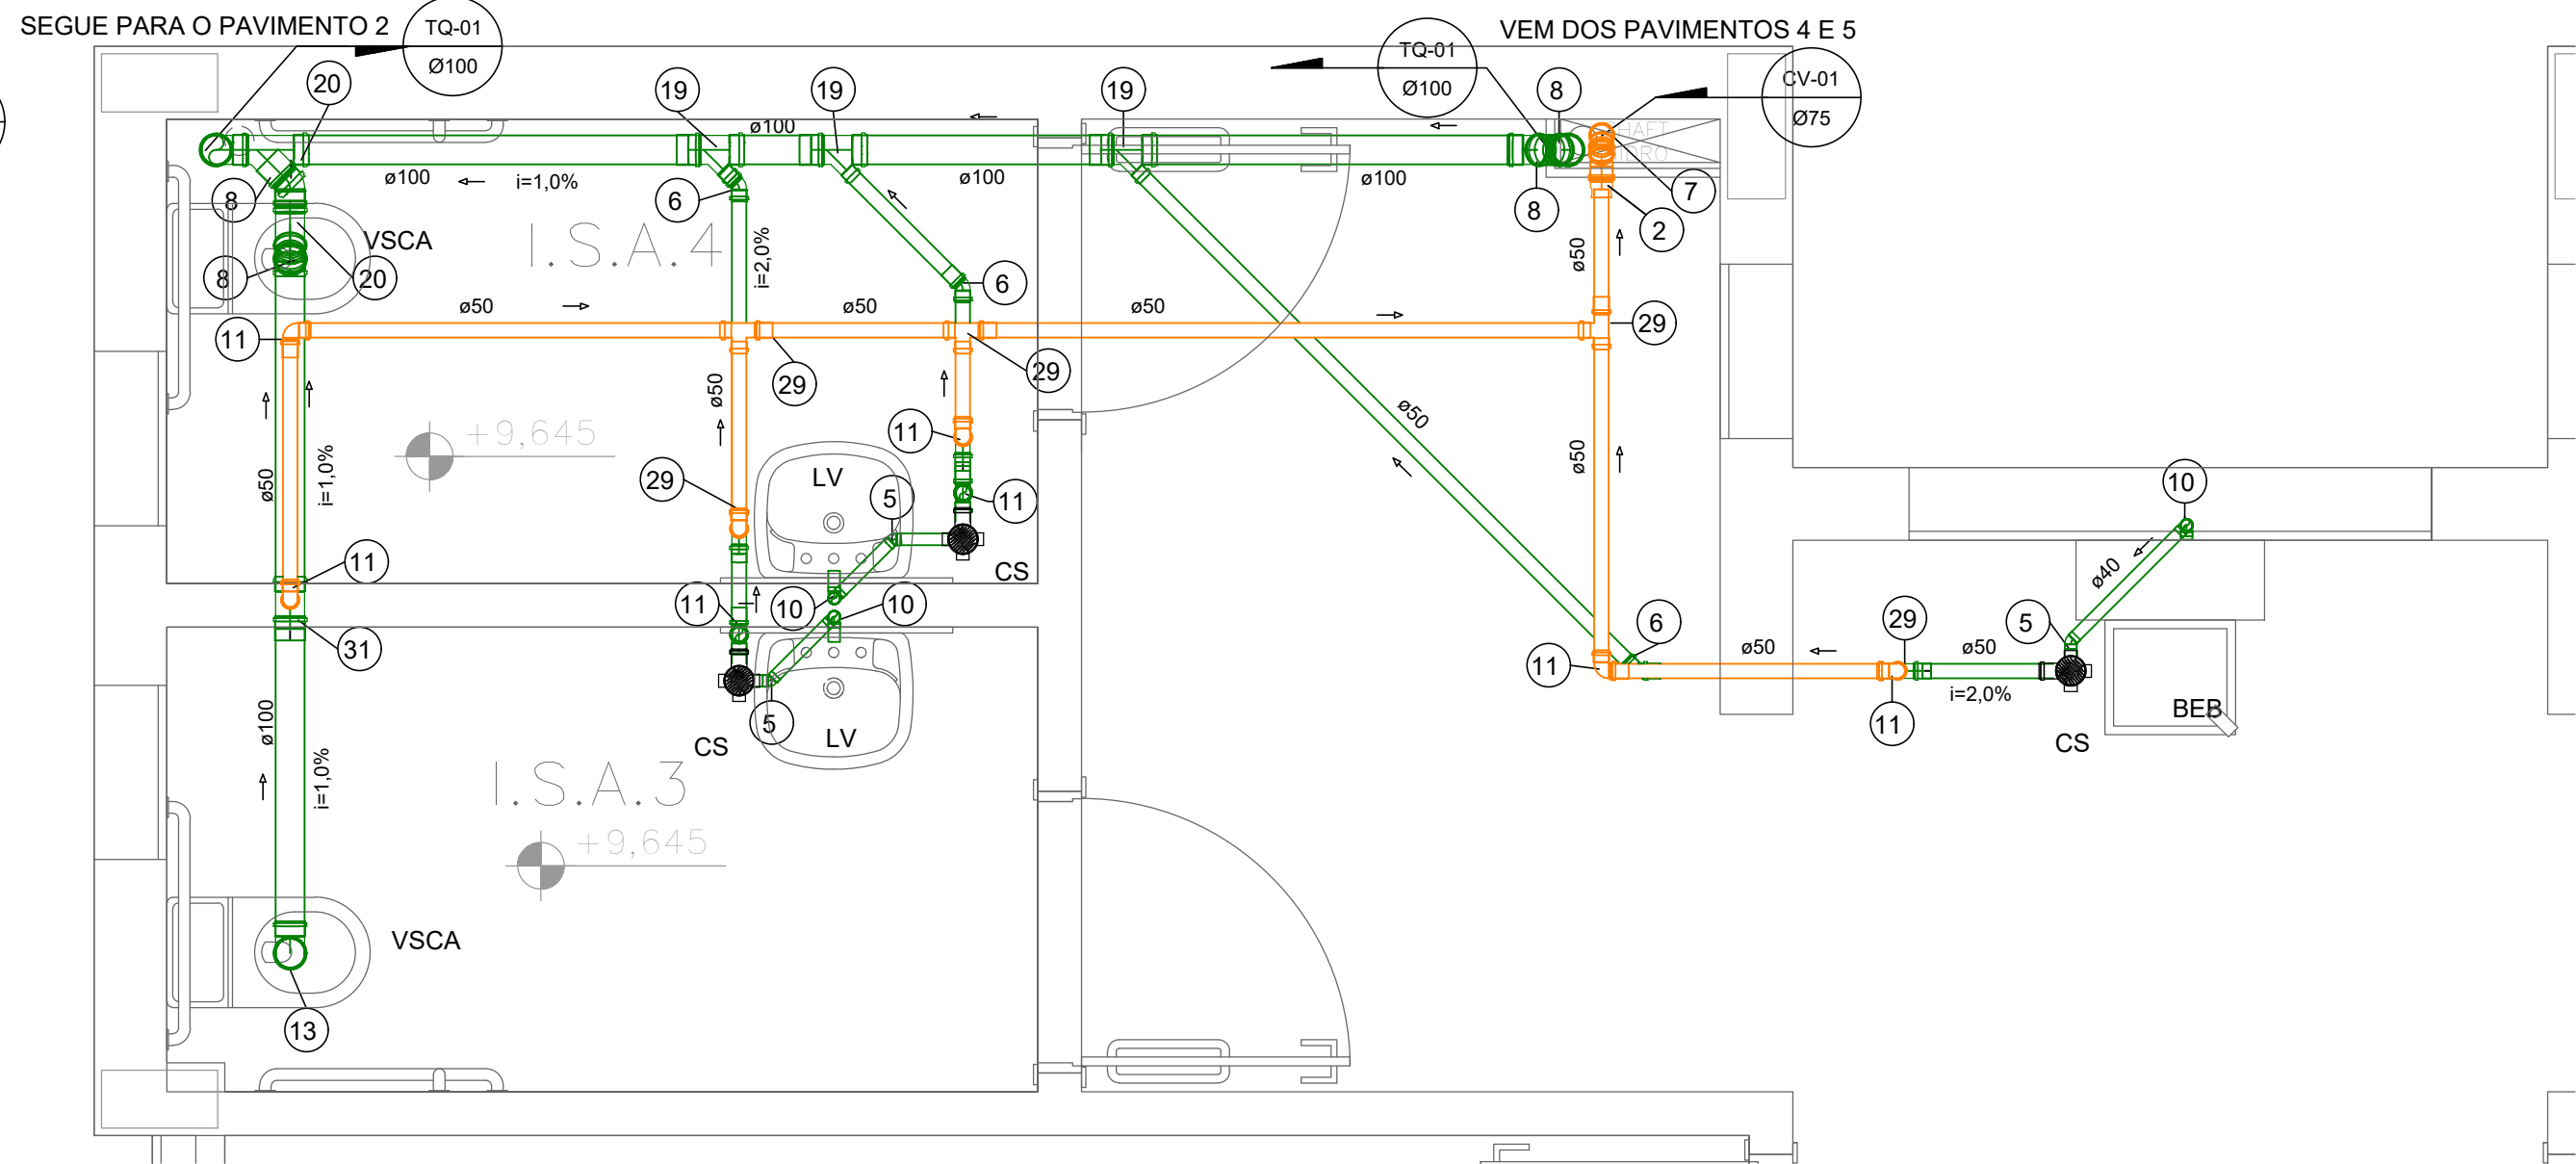 SEGUE PARA O PAVIMENTO 2
TQ-01
Ø100
VEM DOS PAVIMENTOS 4 E 5
TQ-01
Ø100
CV-01
Ø75
20
19
19
19
8
ø100
SHAFT
HIDRO
ø100
i=1,0%
ø100
ø100
8
6
8
7
2
VSCA
I.S.A.4
i=2,0%
ø50
8
20
6
ø50
ø50
ø50
11
29
29
29
ø50
ø50
+9,645
11
ø50
i=1,0%
ø50
LV
29
5
11
10
11
CS
ø40
11
10
10
31
5
6
29
5
11
ø50
ø50
i=2,0%
ø100
5
11
BEB
CS
LV
CS
i=1,0%
I.S.A.3
+9,645
VSCA
13